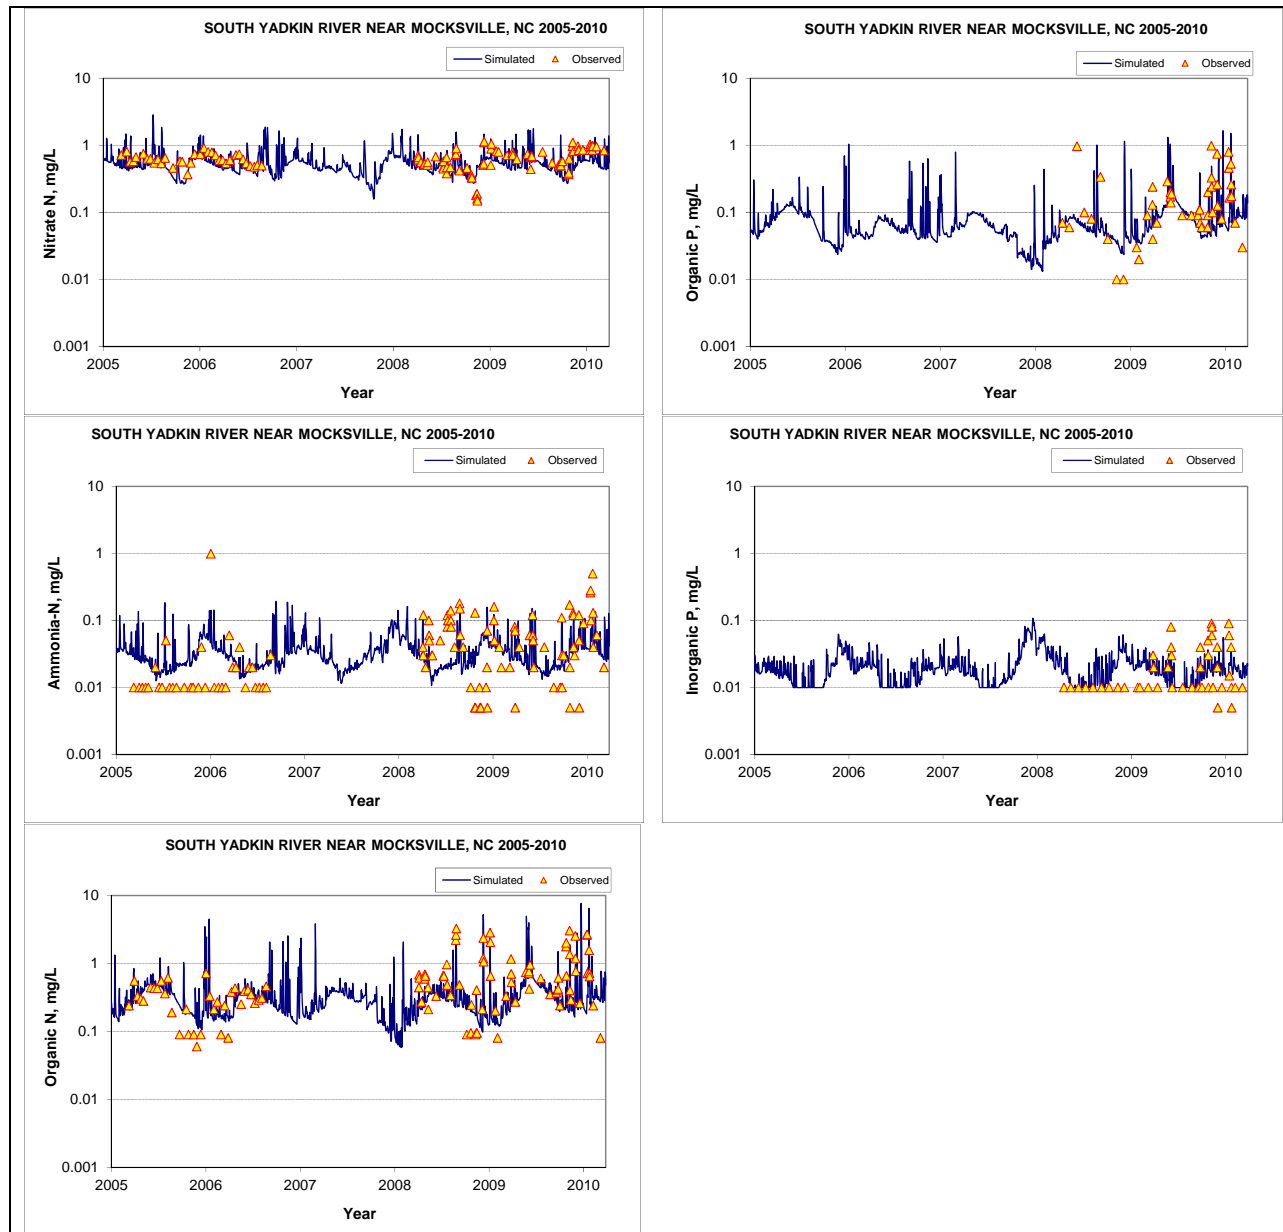 SOUTH YADKIN RIVER NEAR MOCKSVILLE, NC 2005-2010
Simulated Observed
Nitrate N, mg/L
10
1
0.1
0.01
0.001
2005 2006 2007 2008 2009 2010
Year
SOUTH YADKIN RIVER NEAR MOCKSVILLE, NC 2005-2010
Simulated Observed
Organic P, mg/L
10
1
0.1
0.01
0.001
2005 2006 2007 2008 2009 2010
Year
SOUTH YADKIN RIVER NEAR MOCKSVILLE, NC 2005-2010
Simulated Observed
Ammonia-N, mg/L
10
1
0.1
0.01
0.001
2005 2006 2007 2008 2009 2010
Year
SOUTH YADKIN RIVER NEAR MOCKSVILLE, NC 2005-2010
Simulated Observed
Inorganic P, mg/L
10
1
0.1
0.01
0.001
2005 2006 2007 2008 2009 2010
Year
SOUTH YADKIN RIVER NEAR MOCKSVILLE, NC 2005-2010
Simulated Observed
Organic N, mg/L
10
1
0.1
0.01
0.001
2005 2006 2007 2008 2009 2010
Year